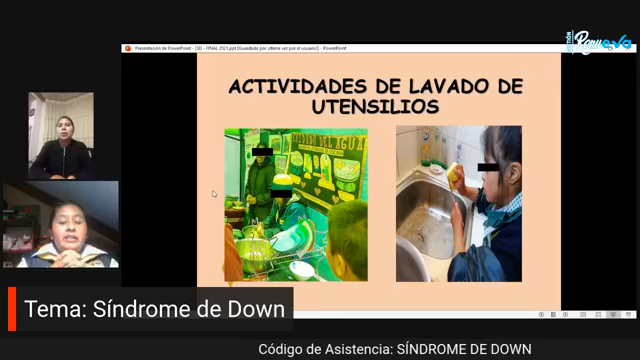 Renueva
Presentación de PowerPoint - [SD - FINAL 2021.ppt [Guardado por última vez por el usuario]] - PowerPoint
ACTIVIDADES DE LAVADO DE
UTENSILIOS
Tema: Síndrome de Down
Código de Asistencia: SÍNDROME DE DOWN